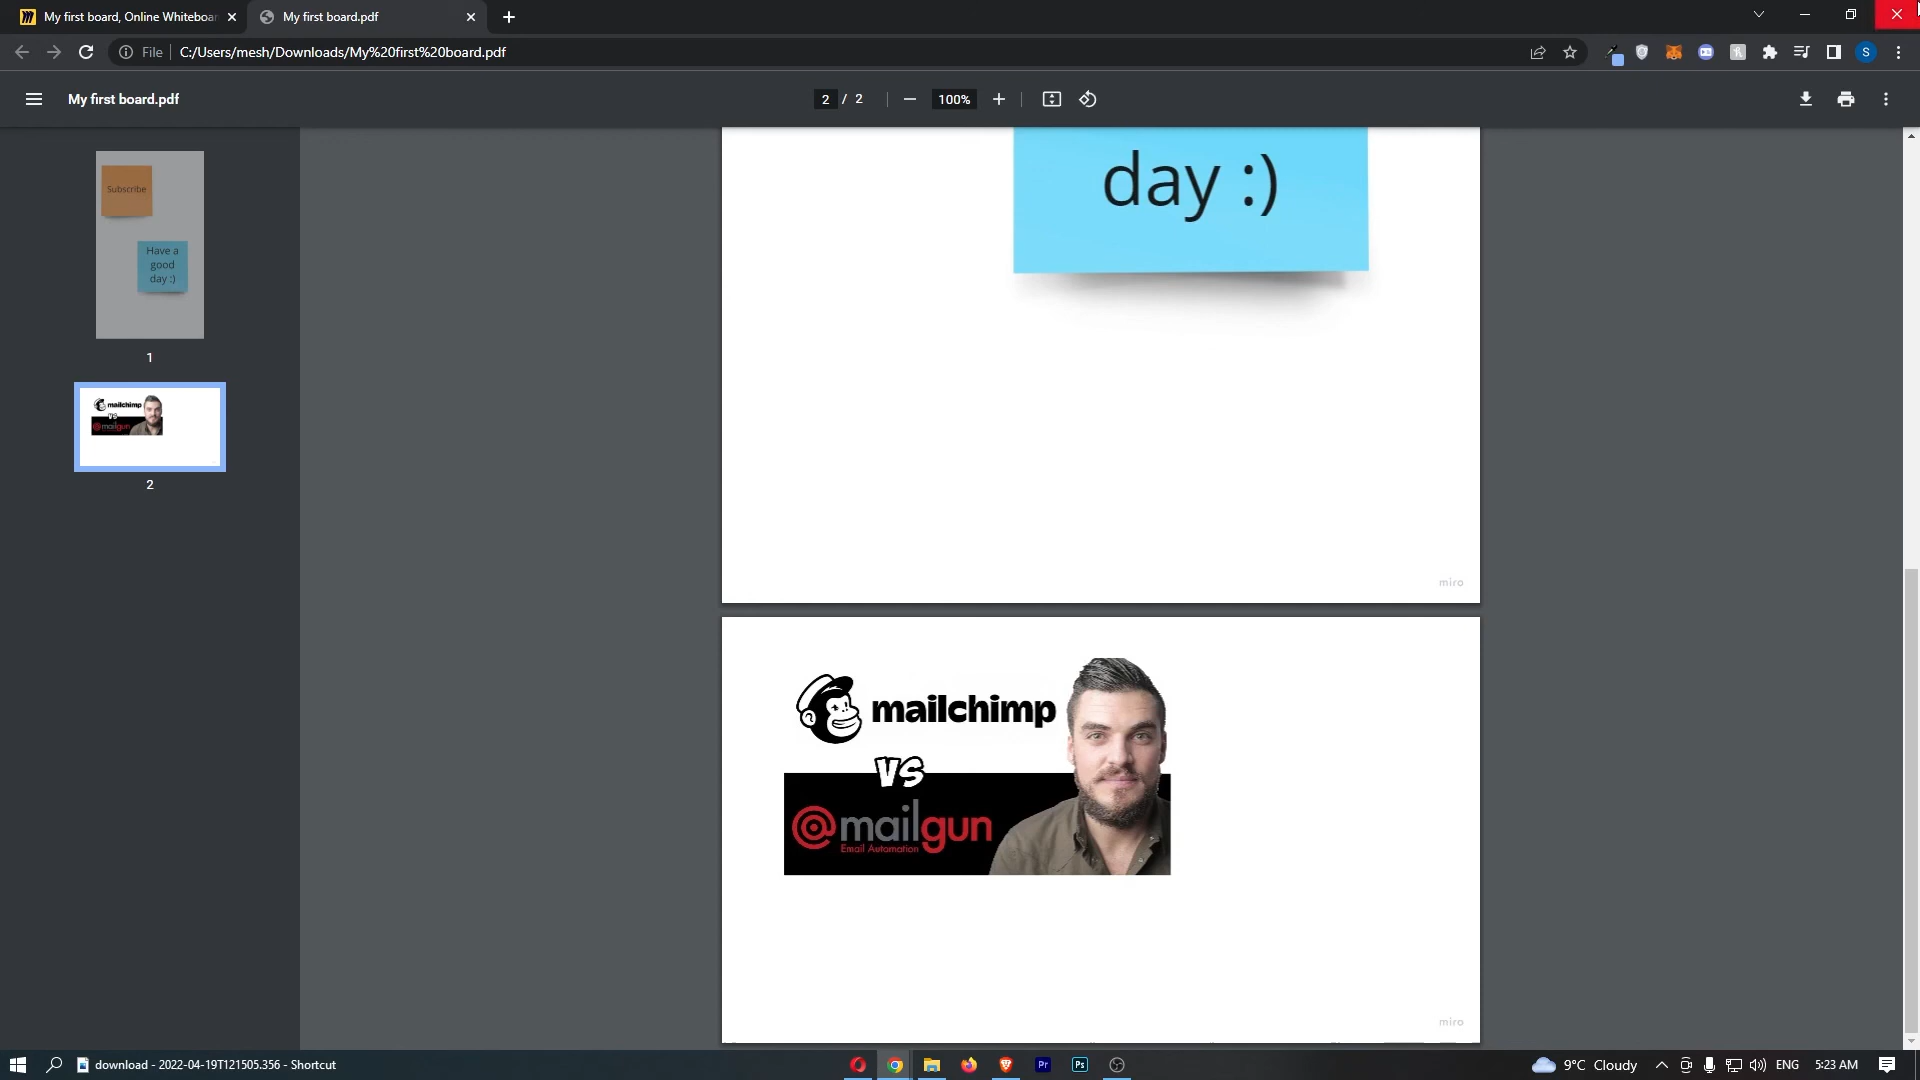 My first board, Online Whiteboar
My first board.pdf
File
C:/Users/mesh/Downloads/My%20first%20board.pdf
S
My first board.pdf
2 / 2
100%
Subscribe
Have a
good
day :)
1
mailchimp
vs
@mailgun
2
day :)
miro
mailchimp
vs
@mailgun
Email Automation
miro
download - 2022-04-19T121505.356 - Shortcut
Pr
Ps
9°C Cloudy
ENG
5:23 AM